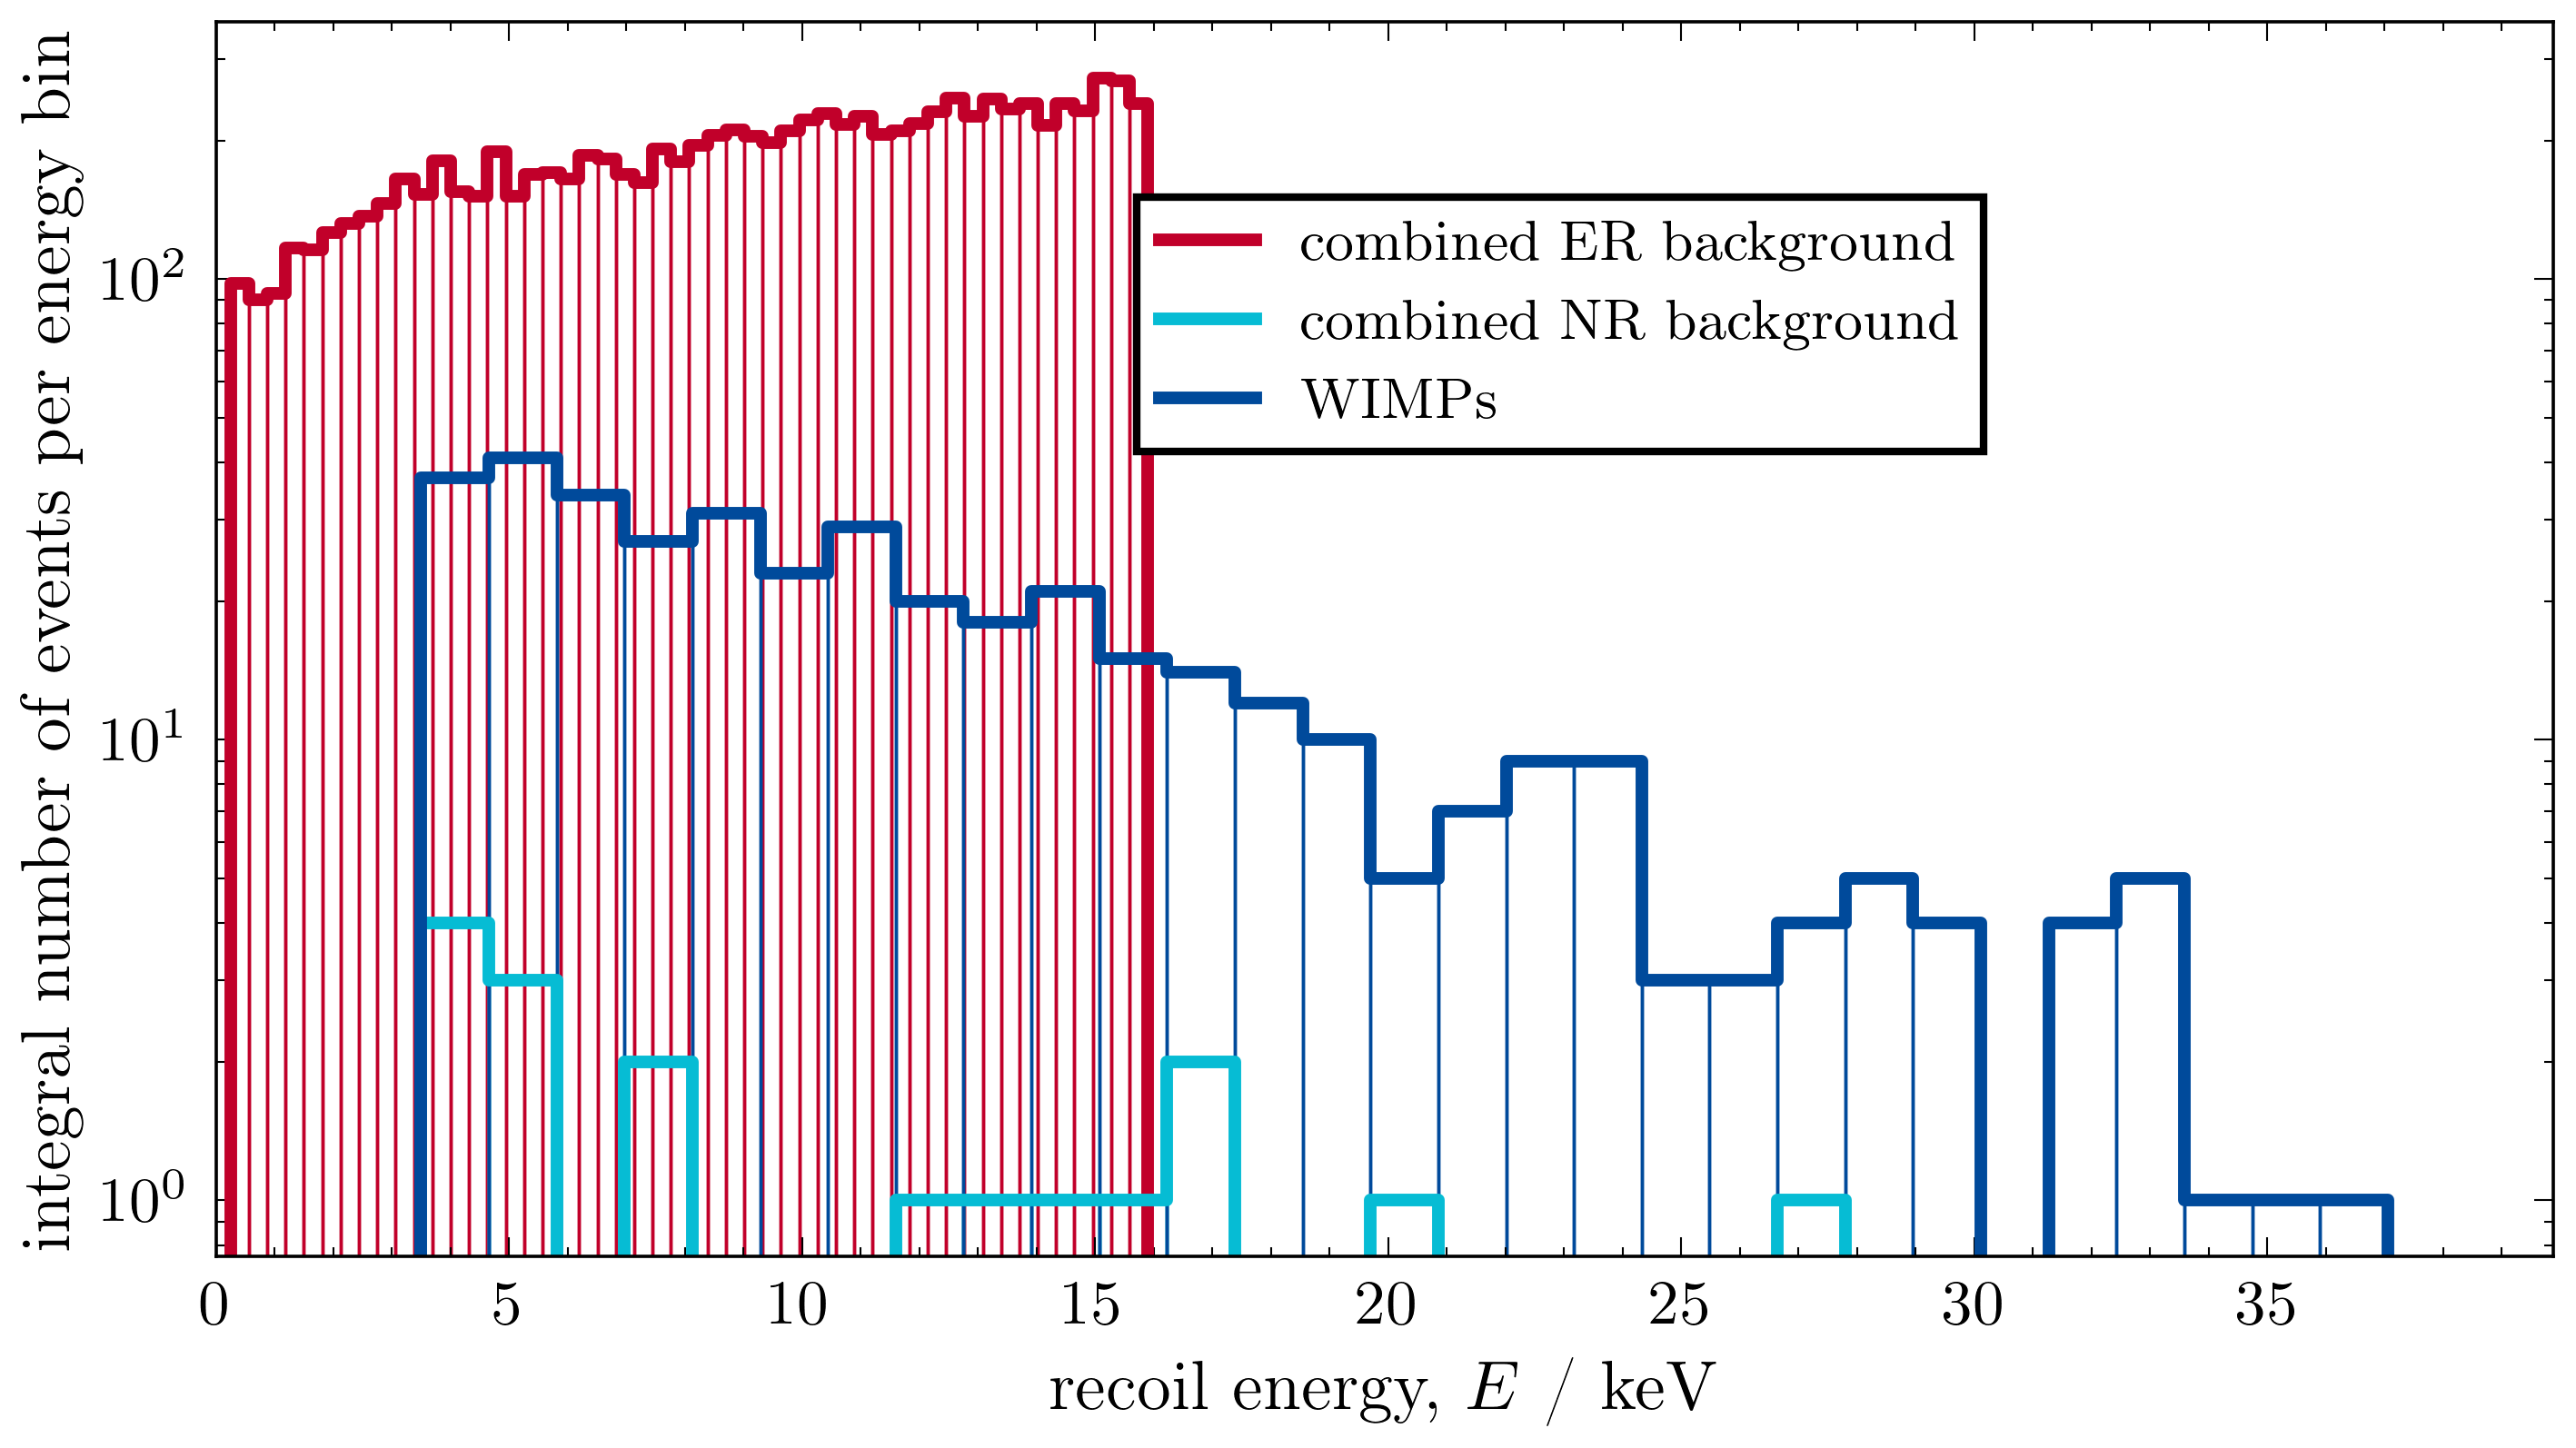 integral number of events per energy bin
10²
10¹
10⁰
combined ER background
combined NR background
WIMPs
0 5 10 15 20 25 30 35
recoil energy, E / keV